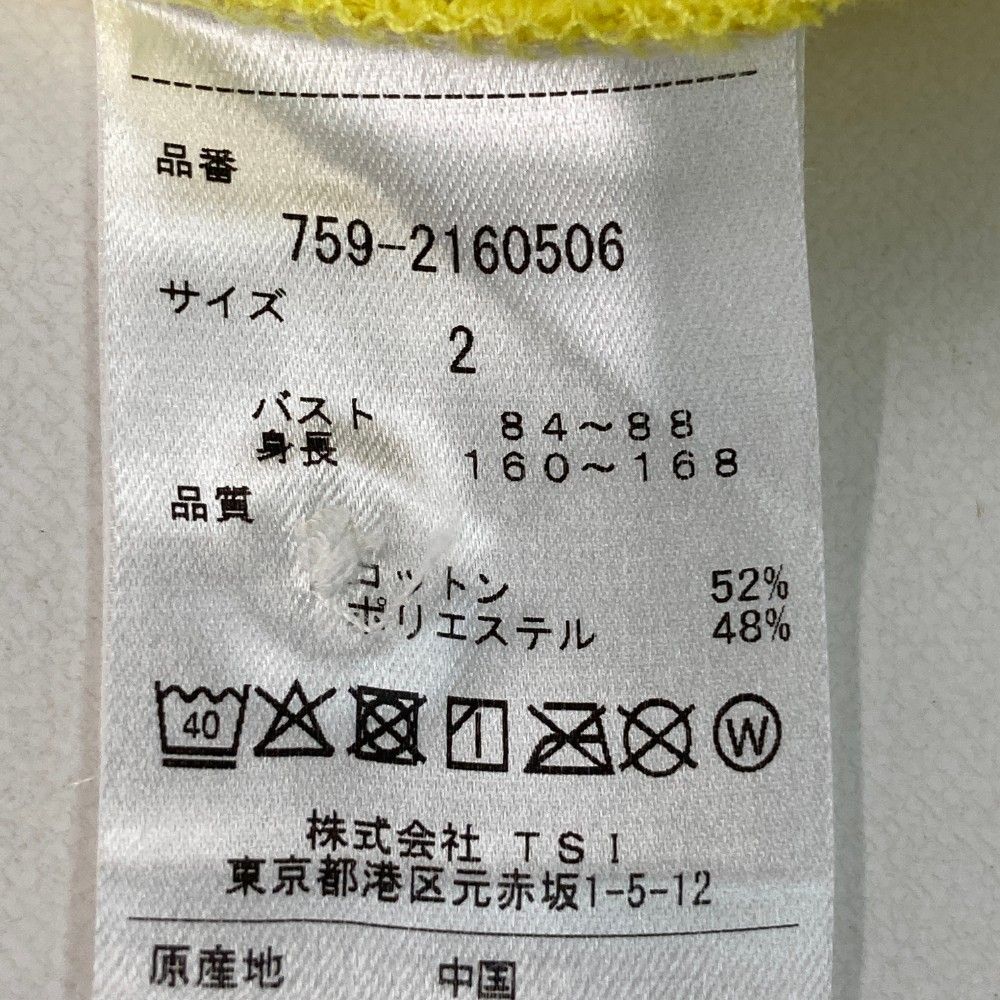 品番
759-2160506
サイズ
2
バスト 84～88
身長 160～168
品質
コットン 52%
ポリエステル 48%
40 W
株式会社 TSI
東京都港区元赤坂1-5-12
原産地 中国